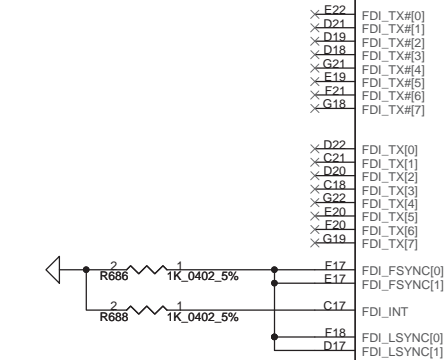 E22 FDI_TX#[0]
D21 FDI_TX#[1]
D19 FDI_TX#[2]
D18 FDI_TX#[3]
G21 FDI_TX#[4]
E19 FDI_TX#[5]
F21 FDI_TX#[6]
G18 FDI_TX#[7]
D22 FDI_TX[0]
C21 FDI_TX[1]
D20 FDI_TX[2]
C18 FDI_TX[3]
G22 FDI_TX[4]
E20 FDI_TX[5]
F20 FDI_TX[6]
G19 FDI_TX[7]
2 1 F17 FDI_FSYNC[0]
R686 1K_0402_5% E17 FDI_FSYNC[1]
2 1 C17 FDI_INT
R688 1K_0402_5%
F18 FDI_LSYNC[0]
D17 FDI_LSYNC[1]